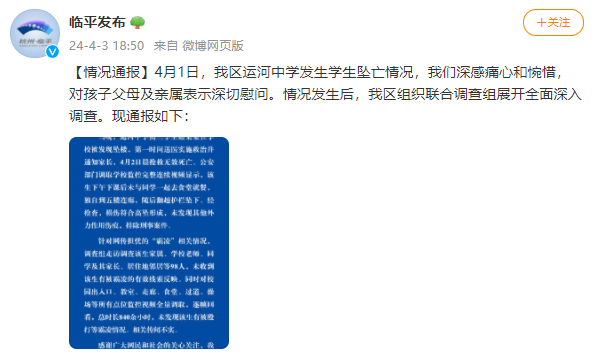 临平发布
+关注
24-4-3 18:50 来自 微博网页版
【情况通报】4月1日，我区运河中学发生学生坠亡情况，我们深感痛心和惋惜，
对孩子父母及亲属表示深切慰问。情况发生后，我区组织联合调查组展开全面深入
调查。现通报如下：
校被发现坠楼，第一时间送医实施救治并
通知家长，4月2日晨抢救无效死亡。公安
部门调取学校监控完整连续视频显示，该
生下午下课后未与同学一起去食堂就餐，
独自到五楼连廊，随后翻越护栏坠下。经
检查，损伤符合高坠形成，未发现其他外
力作用伤痕，排除刑事案件。
针对网传担忧的“霸凌”相关情况，
调查组走访调查该生家属、学校老师、同
学及其家长、居住地邻居等98人，未收到
该生有被霸凌的有效线索反映。同时对校
园出入口、教室、走廊、食堂、过道、操
场等所有点位监控视频全量调取，逐帧回
看，总时长840余小时，未发现该生有被殴
打等霸凌情况。相关传闻不实。
感谢广大网民和社会的关心关注，我